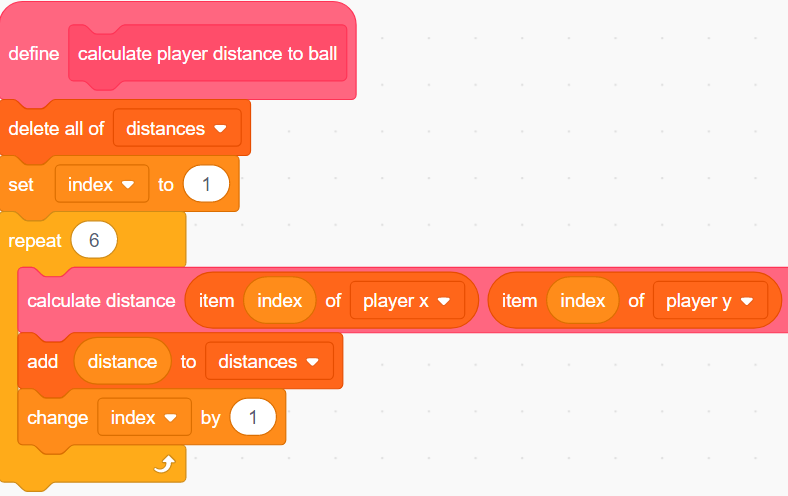 define calculate player distance to ball
delete all of distances
set index to 1
repeat 6
calculate distance item index of player x item index of player y
add distance to distances
change index by 1